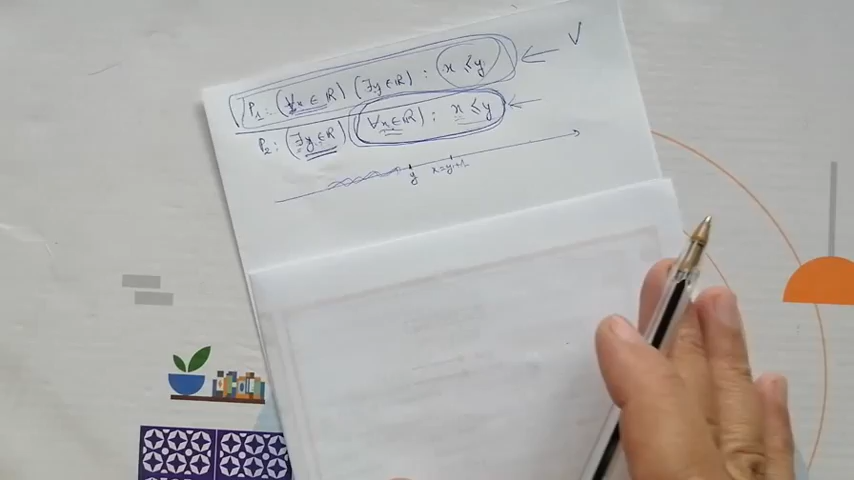 V
P₁: (∀x ∈ ℝ) (∃y ∈ ℝ) : x ≤ y
P₂: (∃y ∈ ℝ) (∀x ∈ ℝ) : x ≤ y
y x=y+1